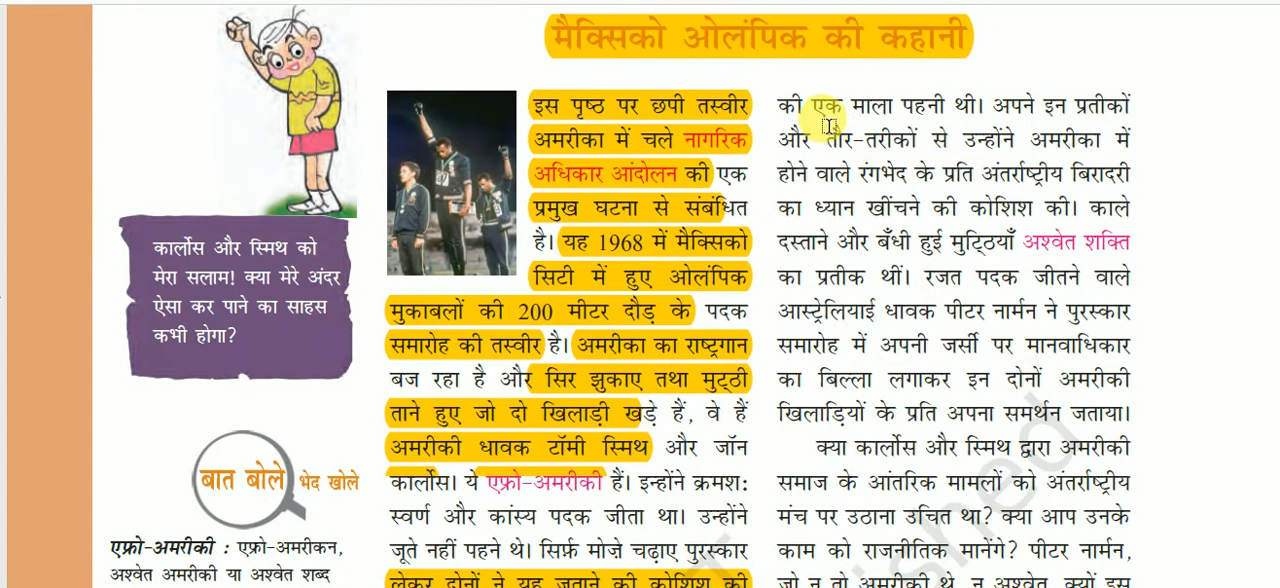 मैक्सिको ओलंपिक की कहानी
कार्लोस और स्मिथ को
मेरा सलाम! क्या मेरे अंदर
ऐसा कर पाने का साहस
कभी होगा?
बात बोले भेद खोले
एफ्रो-अमरीकी : एफ्रो-अमरीकन,
अश्वेत अमरीकी या अश्वेत शब्द
इस पृष्ठ पर छपी तस्वीर
अमरीका में चले नागरिक
अधिकार आंदोलन की एक
प्रमुख घटना से संबंधित
है। यह 1968 में मैक्सिको
सिटी में हुए ओलंपिक
मुकाबलों की 200 मीटर दौड़ के पदक
समारोह की तस्वीर है। अमरीका का राष्ट्रगान
बज रहा है और सिर झुकाए तथा मुट्ठी
ताने हुए जो दो खिलाड़ी खड़े हैं, वे हैं
अमरीकी धावक टॉमी स्मिथ और जॉन
कार्लोस। ये एफ्रो-अमरीकी हैं। इन्होंने क्रमश:
स्वर्ण और कांस्य पदक जीता था। उन्होंने
जूते नहीं पहने थे। सिर्फ़ मोज़े चढ़ाए पुरस्कार
लेकर दोनों ने यह जताने की कोशिश की
की एक माला पहनी थी। अपने इन प्रतीकों
और तौर-तरीकों से उन्होंने अमरीका में
होने वाले रंगभेद के प्रति अंतर्राष्ट्रीय बिरादरी
का ध्यान खींचने की कोशिश की। काले
दस्ताने और बँधी हुई मुट्ठियाँ अश्वेत शक्ति
का प्रतीक थीं। रजत पदक जीतने वाले
आस्ट्रेलियाई धावक पीटर नार्मन ने पुरस्कार
समारोह में अपनी जर्सी पर मानवाधिकार
का बिल्ला लगाकर इन दोनों अमरीकी
खिलाड़ियों के प्रति अपना समर्थन जताया।
क्या कार्लोस और स्मिथ द्वारा अमरीकी
समाज के आंतरिक मामलों को अंतर्राष्ट्रीय
मंच पर उठाना उचित था? क्या आप उनके
काम को राजनीतिक मानेंगे? पीटर नार्मन,
जो न तो अमरीकी थे, न अश्वेत, क्यों इस